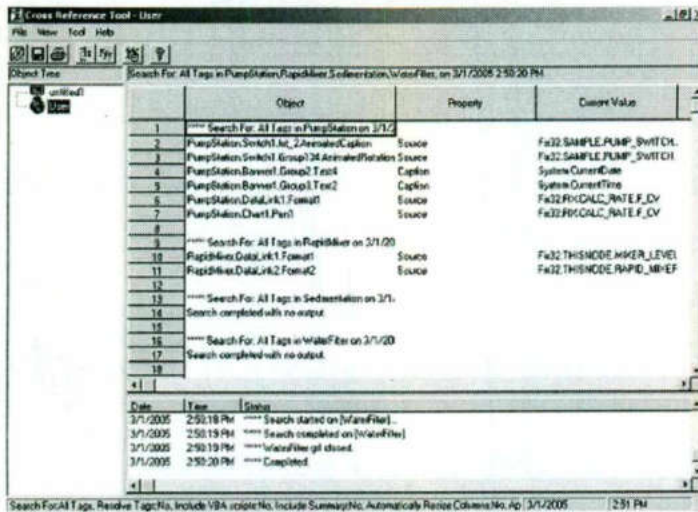 Cross Reference Tool - User
File View Tool Help
Object Tree
Search For: All Tags in PumpStation,RapidMixer,Sedimentation,WaterFilter, on 3/1/2005 2:50:20 PM
untitled1
User
Object Property Current Value
1 ***** Search For: All Tags in PumpStation on 3/1/2
2 PumpStation.Switch1. .AnimatedCaption Source Fix32.SAMPLE.PUMP_SWITCH.
3 PumpStation.Switch1.Group134.AnimatedRotation Source Fix32.SAMPLE.PUMP_SWITCH.
4 PumpStation.Banner1.Group2.Text4 Caption System.CurrentDate
5 PumpStation.Banner1.Group3.Text2 Caption System.CurrentTime
6 PumpStation.DataLink1.Format1 Source Fix32.FIX.CALC_RATE.F_CV
7 PumpStation.Chart1.Pen1 Source Fix32.FIX.CALC_RATE.F_CV
8
9 ***** Search For: All Tags in RapidMixer on 3/1/20
10 RapidMixer.DataLink1.Format1 Source Fix32.THISNODE.MIXER_LEVEL
11 RapidMixer.DataLink2.Format2 Source Fix32.THISNODE.RAPID_MIXER
12
13 ***** Search For: All Tags in Sedimentation on 3/1.
14 Search completed with no output.
15
16 ***** Search For: All Tags in WaterFilter on 3/1/20
17 Search completed with no output.
18
Date Time Status
3/1/2005 2:50:18 PM ***** Search started on [WaterFilter]...
3/1/2005 2:50:19 PM ***** Search completed on [WaterFilter]
3/1/2005 2:50:19 PM ***** WaterFilter.grf closed.
3/1/2005 2:50:20 PM ***** Completed.
Search For:All Tags, Resolve Tags:No, Include VBA scripts:No, Include Summary:No, Automatically Resize Columns:No, Ap 3/1/2005 2:51 PM